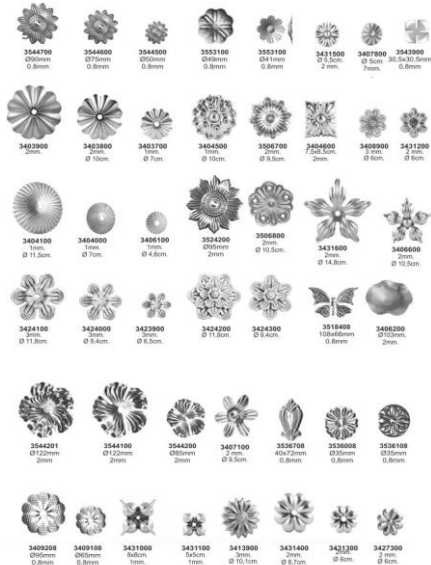 3544700 3544600 3544500 3553100 3553100 3431500 3407800 3543900
Ø90mm Ø75mm Ø50mm Ø49mm Ø41mm Ø 5,5c. Ø 5cm 30,5x30,5mm
0.8mm 0.8mm 0.8mm 0.8mm 0.8mm 2 mm. 7mm. 0.8mm
3403900 3403800 3403700 3404500 3506700 3404600 3408900 3431200
2mm. 2mm. 1mm. 1mm. 2mm. 7,5x8,5cm. 3 mm. 2 mm.
Ø 10cm. Ø 7cm. Ø 10cm. Ø 9,5cm. 2mm. Ø 8cm. Ø 8cm.
3404100 3404000 3406100 3524200 3506800 3431600 3406600
1mm. 1mm. 1mm. Ø95mm 2mm. 2mm. 2mm.
Ø 11,5cm. Ø 7cm. Ø 4,6cm. 2mm Ø 10,5cm. Ø 14,8cm. Ø 10,5cm.
3424100 3424000 3423900 3424200 3424300 3518408 3406200
3mm. 3mm. 3mm. Ø 11,8cm. Ø 9,4cm. 108x68mm Ø103mm
Ø 11,8cm. Ø 9,4cm. Ø 6,5cm. 0.8mm 2mm.
3544201 3544100 3544200 3407100 3536708 3536008 3536108
Ø122mm Ø122mm Ø85mm 2 mm. 40x72mm Ø35mm Ø35mm
2mm 2mm 2mm Ø 9,5cm. 0,8mm 0,8mm 0,8mm
3409208 3409108 3431000 3431100 3413900 3431400 3431300 3427300
Ø95mm Ø65mm 8x8cm. 5x5cm. 3mm. 2mm. 2mm. 2 mm.
0.8mm 0.8mm 1mm. 1mm. Ø 10,1cm. Ø 8,7cm. Ø 6cm. Ø 6cm.